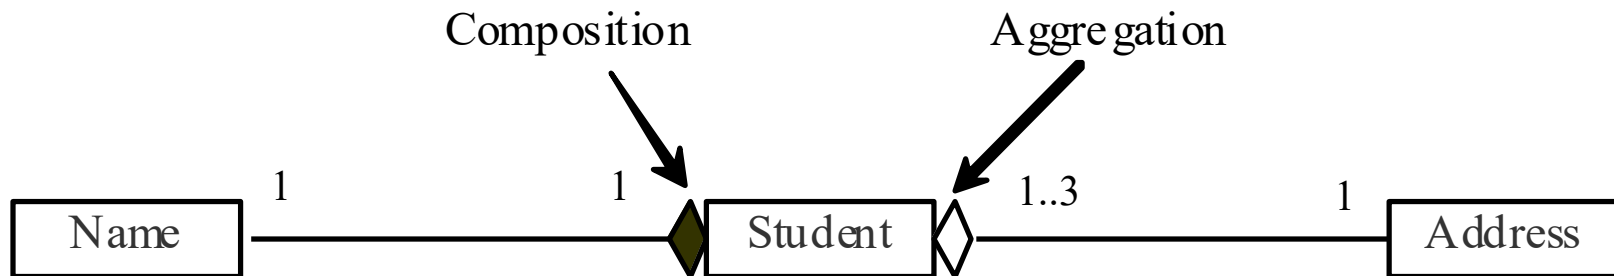 Composition Aggregation
1 1 1..3 1
Name Student Address